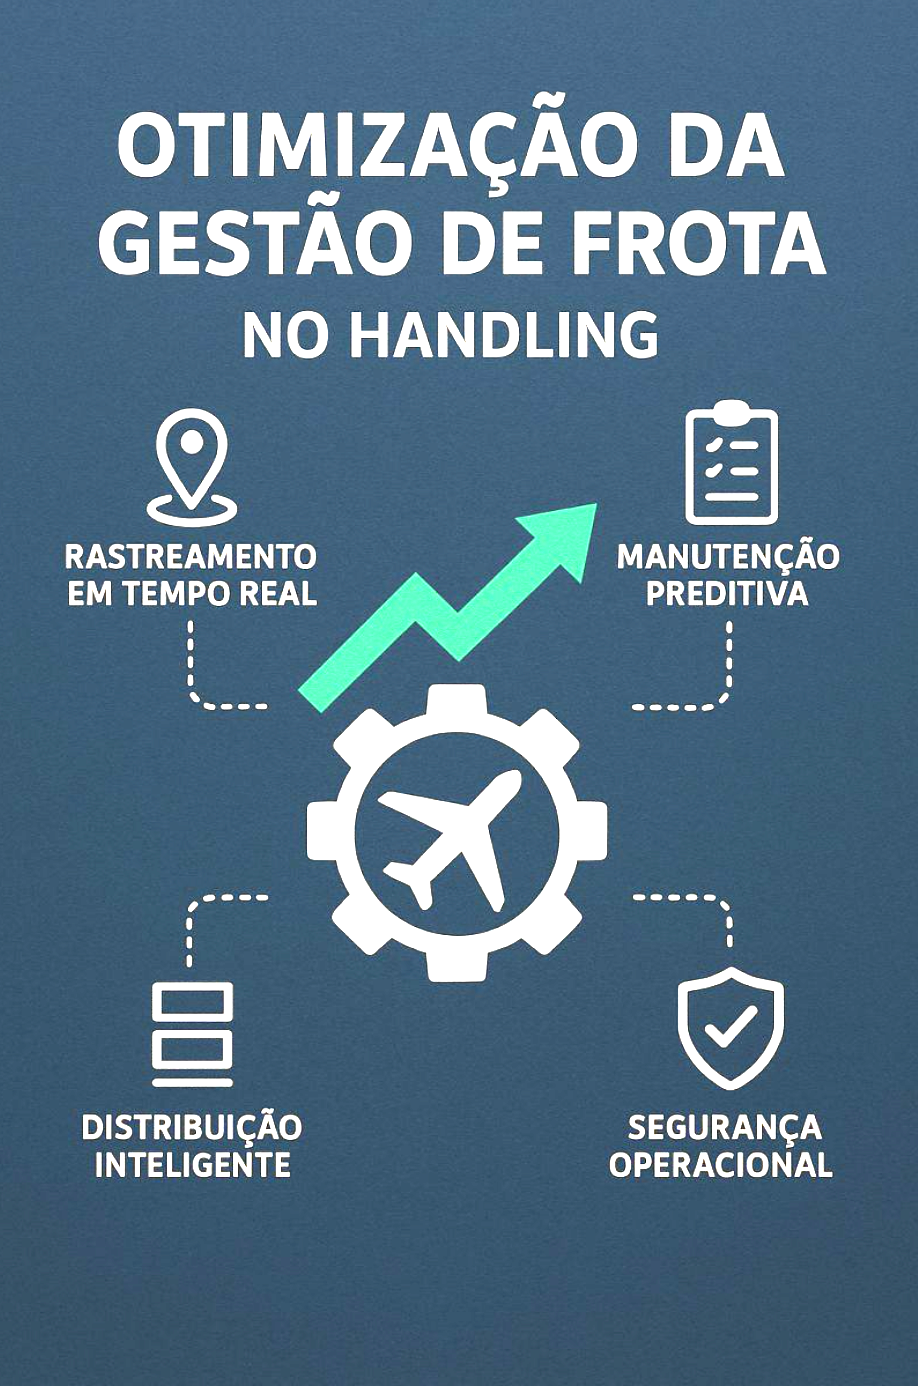 OTIMIZAÇÃO DA
GESTÃO DE FROTA
NO HANDLING
RASTREAMENTO
EM TEMPO REAL
MANUTENÇÃO
PREDITIVA
DISTRIBUIÇÃO
INTELIGENTE
SEGURANÇA
OPERACIONAL